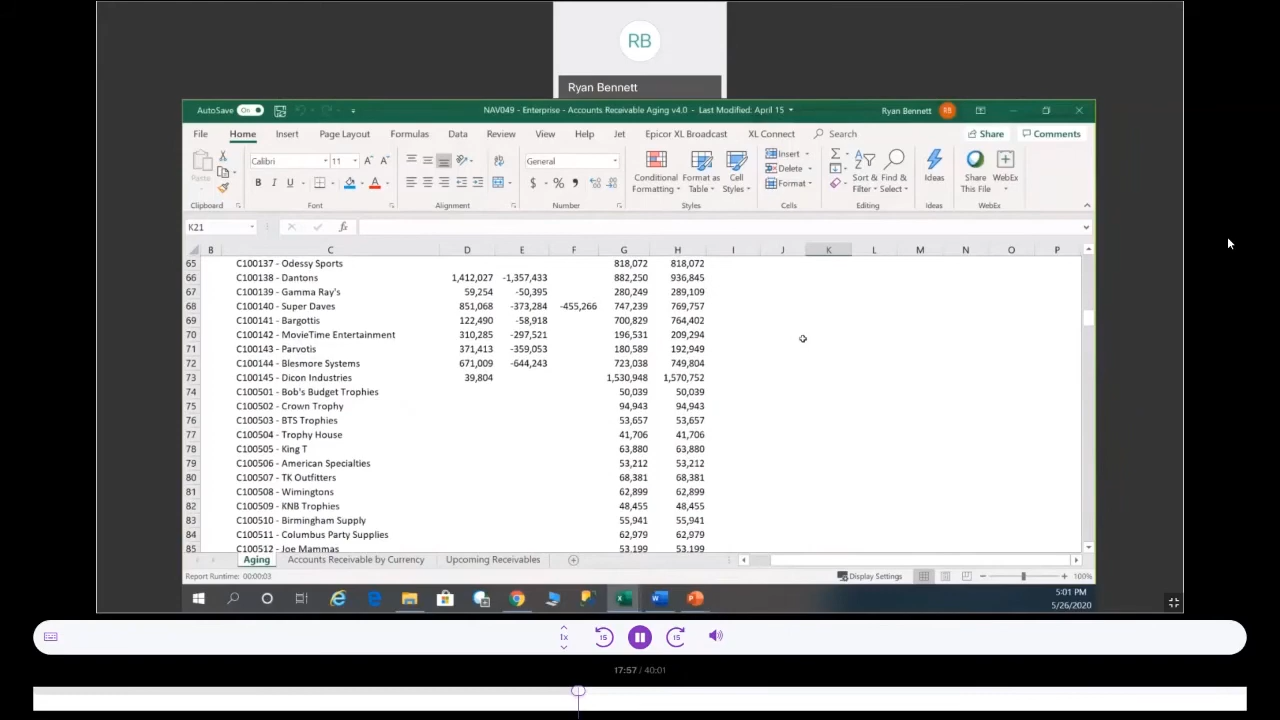 RB
Ryan Bennett
AutoSave On NAV049 - Enterprise - Accounts Receivable Aging v4.0 - Last Modified: April 15 Ryan Bennett RB
File Home Insert Page Layout Formulas Data Review View Help Jet Epicor XL Broadcast XL Connect Search Share Comments
Paste Calibri 11 General Conditional Formatting Format as Table Cell Styles Insert Delete Format Sort & Filter Find & Select Ideas Share This File WebEx
Clipboard Font Alignment Number Styles Cells Editing Ideas WebEx
K21
B C D E F G H I J K L M N O P
65 C100137 - Odessy Sports 818,072 818,072
66 C100138 - Dantons 1,412,027 -1,357,433 882,250 936,845
67 C100139 - Gamma Ray's 59,254 -50,395 280,249 289,109
68 C100140 - Super Daves 851,068 -373,284 -455,266 747,239 769,757
69 C100141 - Bargottis 122,490 -58,918 700,829 764,402
70 C100142 - MovieTime Entertainment 310,285 -297,521 196,531 209,294
71 C100143 - Parvotis 371,413 -359,053 180,589 192,949
72 C100144 - Blesmore Systems 671,009 -644,243 723,038 749,804
73 C100145 - Dicon Industries 39,804 1,530,948 1,570,752
74 C100501 - Bob's Budget Trophies 50,039 50,039
75 C100502 - Crown Trophy 94,943 94,943
76 C100503 - BTS Trophies 53,657 53,657
77 C100504 - Trophy House 41,706 41,706
78 C100505 - King T 63,880 63,880
79 C100506 - American Specialties 53,212 53,212
80 C100507 - TK Outfitters 68,381 68,381
81 C100508 - Wimingtons 62,899 62,899
82 C100509 - KNB Trophies 48,455 48,455
83 C100510 - Birmingham Supply 55,941 55,941
84 C100511 - Columbus Party Supplies 62,979 62,979
85 C100512 - Joe Mammas 53,199 53,199
Aging Accounts Receivable by Currency Upcoming Receivables
Report Runtime: 00:00:03 Display Settings 100%
5:01 PM
5/26/2020
1x 15 15
17:57 / 40:01